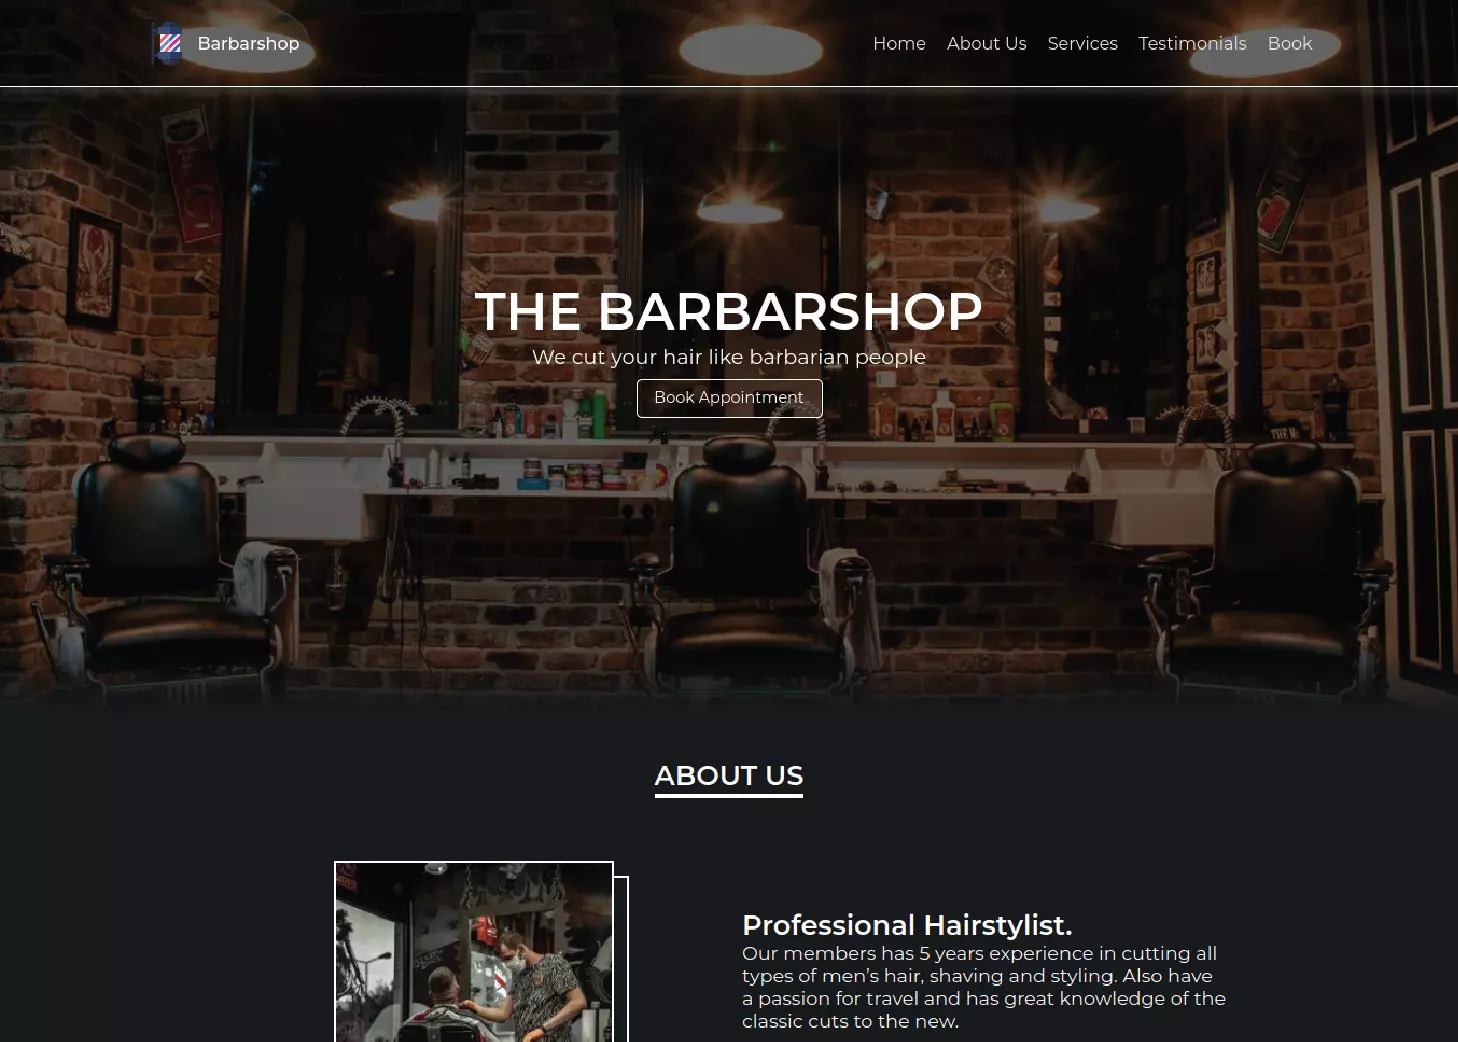 Barbarshop
Home About Us Services Testimonials Book
THE BARBARSHOP
We cut your hair like barbarian people
Book Appointment
ABOUT US
Professional Hairstylist.
Our members has 5 years experience in cutting all
types of men's hair, shaving and styling. Also have
a passion for travel and has great knowledge of the
classic cuts to the new.